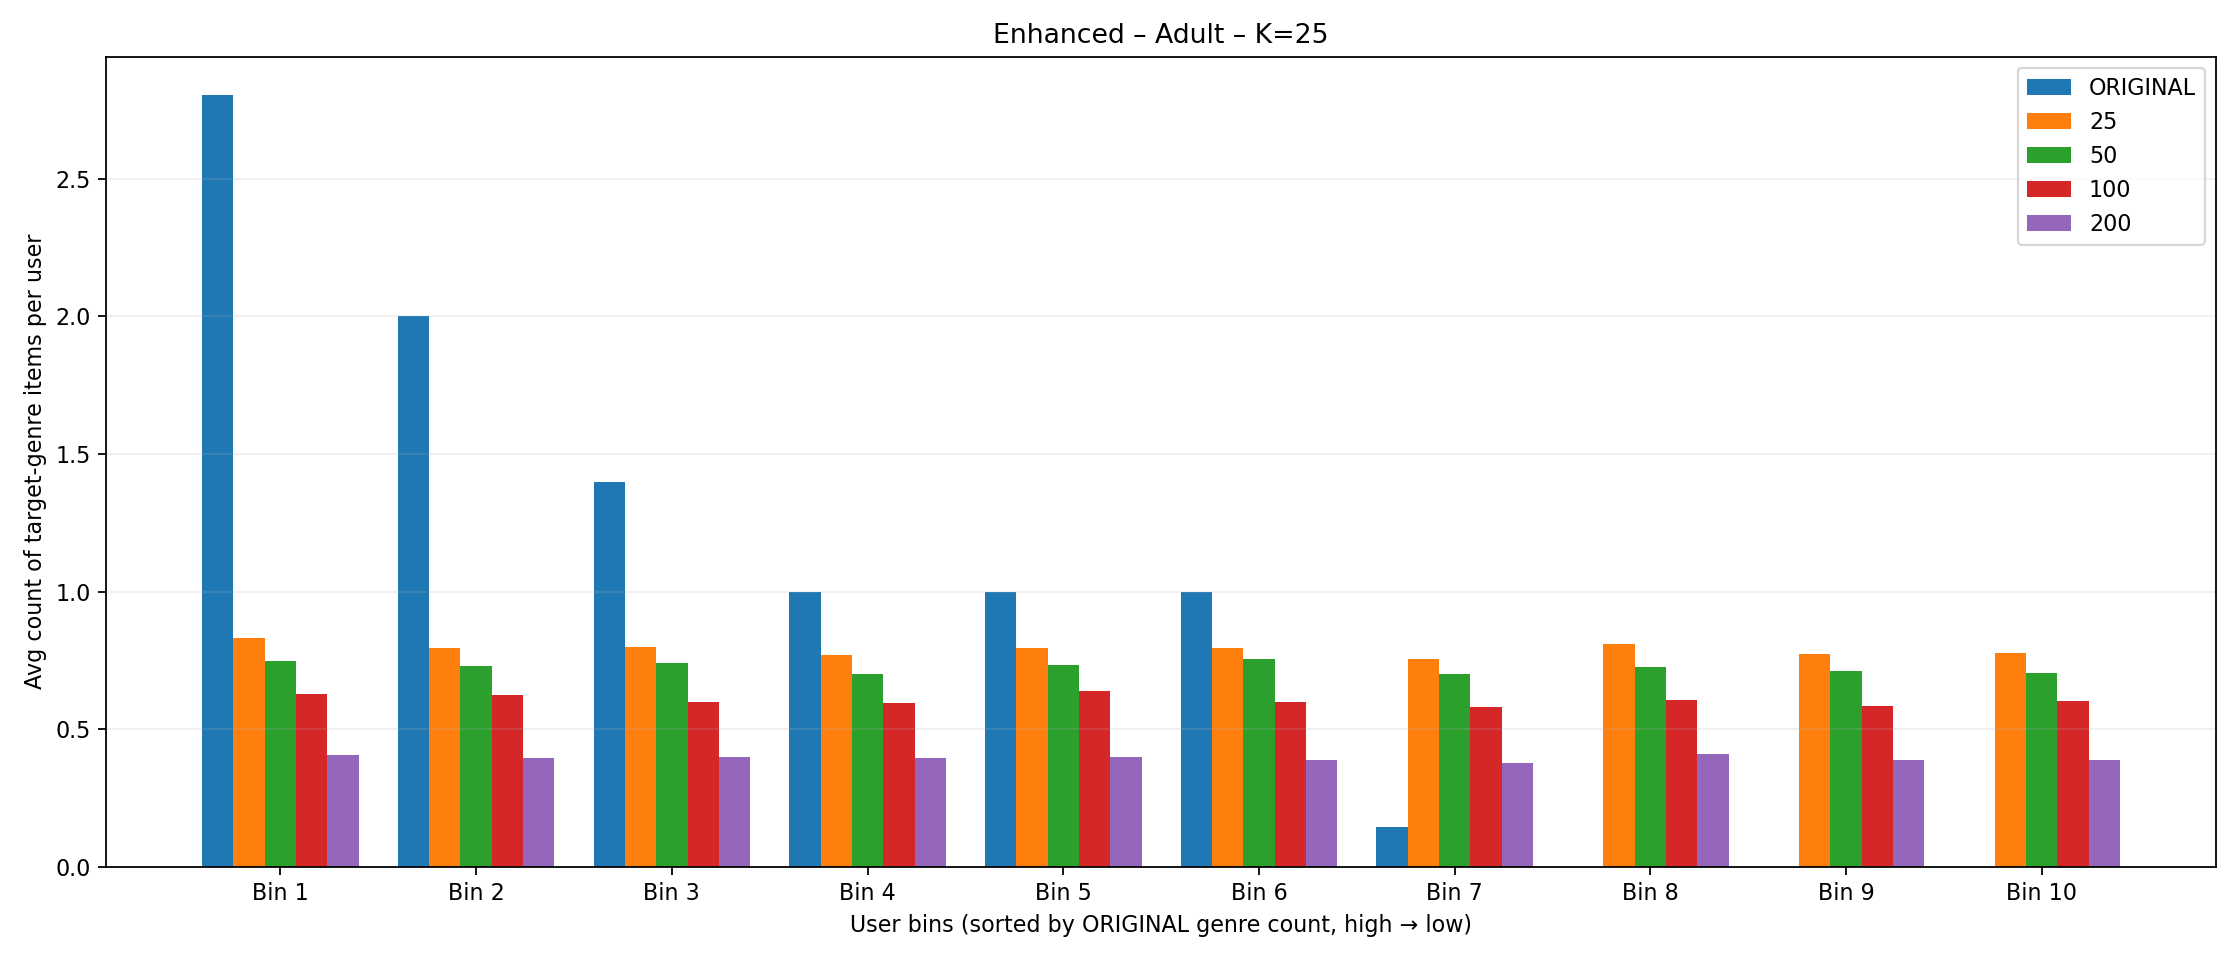 Enhanced – Adult – K=25
ORIGINAL
25
50
100
200
Avg count of target-genre items per user
2.5
2.0
1.5
1.0
0.5
0.0
Bin 1 Bin 2 Bin 3 Bin 4 Bin 5 Bin 6 Bin 7 Bin 8 Bin 9 Bin 10
User bins (sorted by ORIGINAL genre count, high → low)